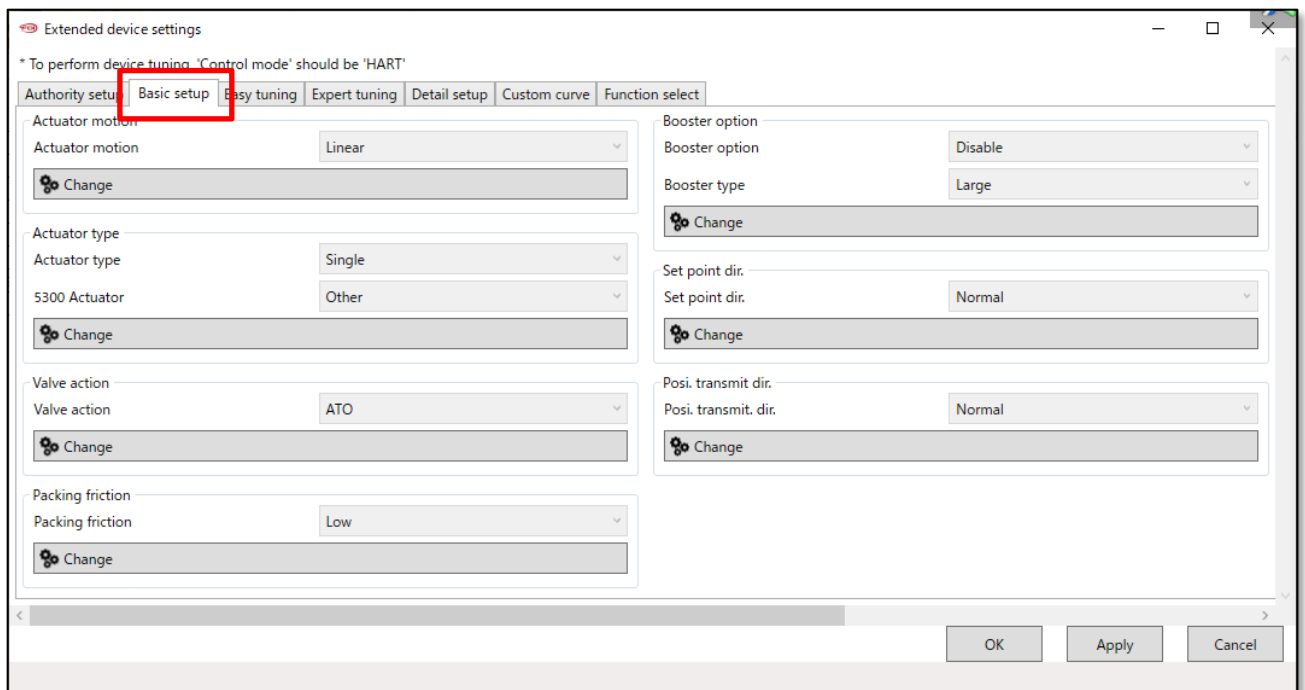 Extended device settings
* To perform device tuning, 'Control mode' should be 'HART'
Authority setup Basic setup Easy tuning Expert tuning Detail setup Custom curve Function select
Actuator motion
Actuator motion Linear
Change
Actuator type
Actuator type Single
5300 Actuator Other
Change
Valve action
Valve action ATO
Change
Packing friction
Packing friction Low
Change
Booster option
Booster option Disable
Booster type Large
Change
Set point dir.
Set point dir. Normal
Change
Posi. transmit dir.
Posi. transmit. dir. Normal
Change
OK Apply Cancel